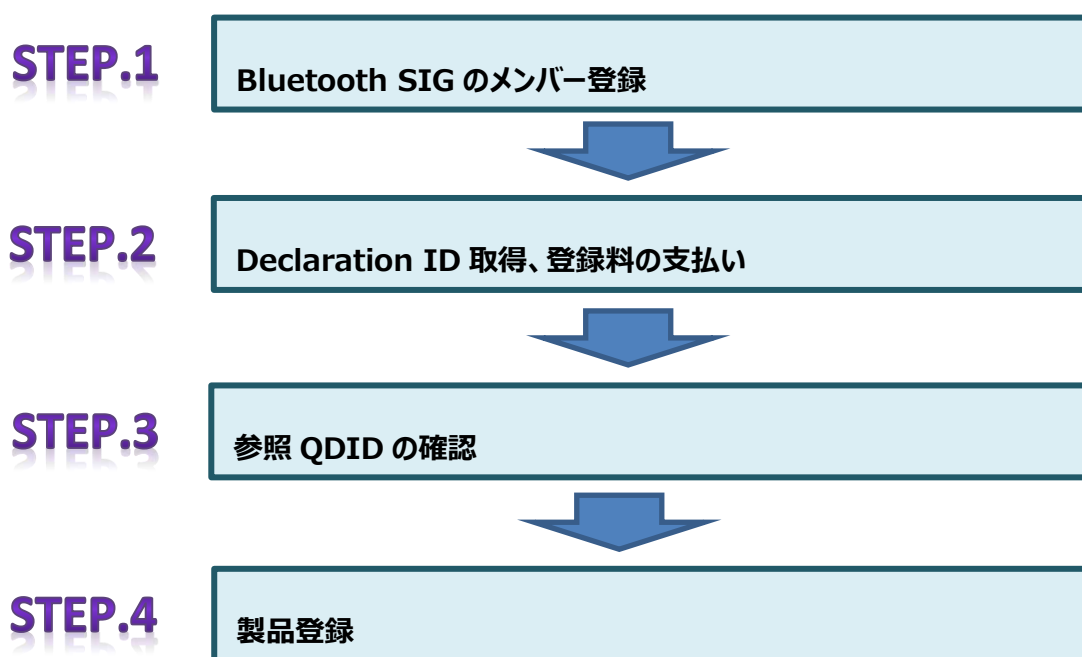 STEP.1
Bluetooth SIG のメンバー登録
STEP.2
Declaration ID 取得、登録料の支払い
STEP.3
参照 QDID の確認
STEP.4
製品登録